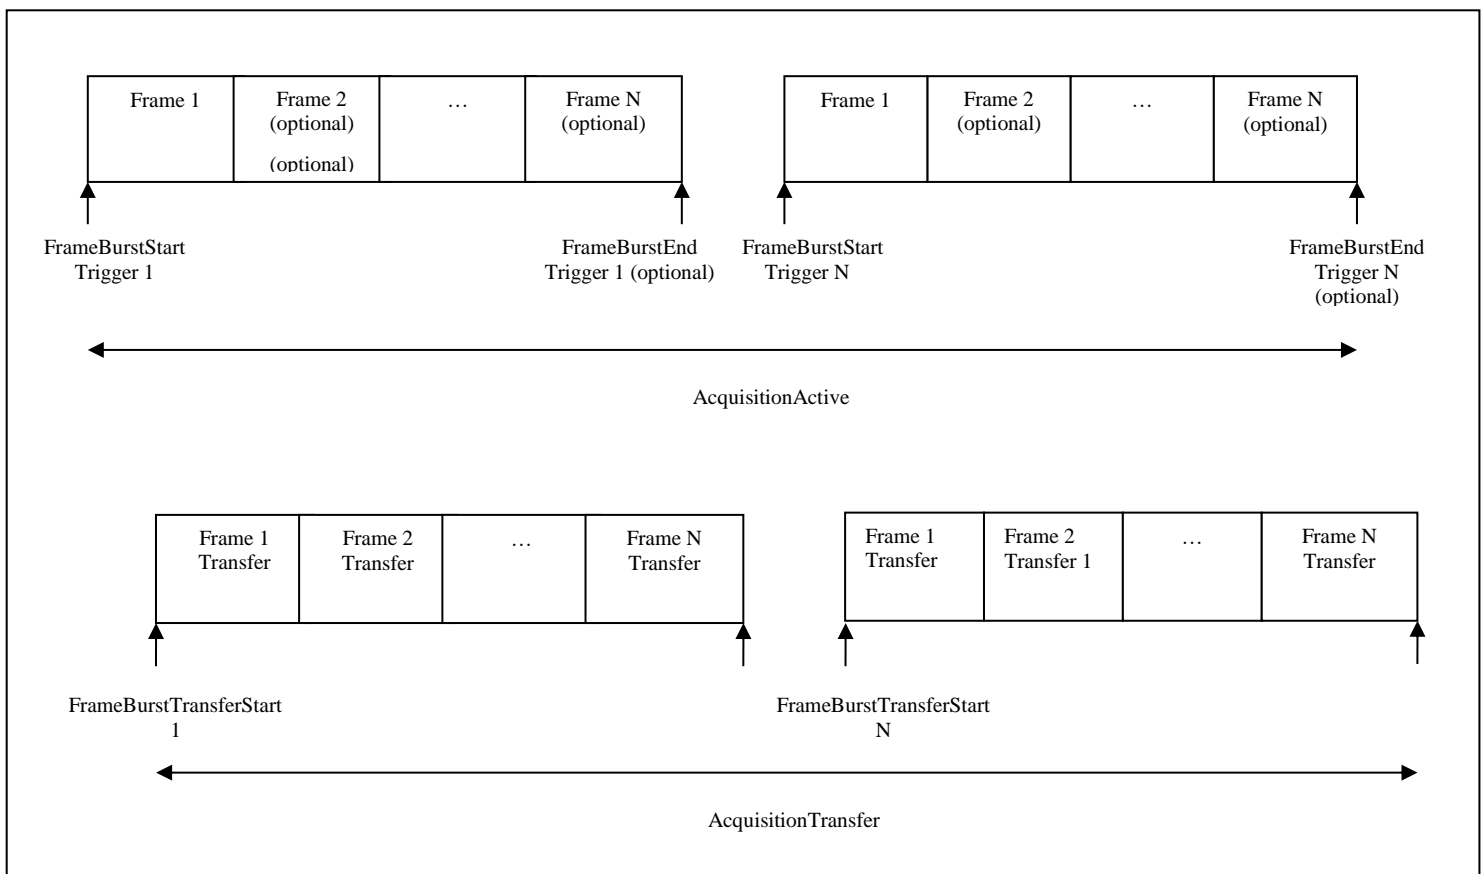 Frame 1
Frame 2
(optional)
(optional)
…
Frame N
(optional)
Frame 1
Frame 2
(optional)
…
Frame N
(optional)
FrameBurstStart
Trigger 1
FrameBurstEnd
Trigger 1 (optional)
FrameBurstStart
Trigger N
FrameBurstEnd
Trigger N
(optional)
AcquisitionActive
Frame 1
Transfer
Frame 2
Transfer
…
Frame N
Transfer
Frame 1
Transfer
Frame 2
Transfer 1
…
Frame N
Transfer
FrameBurstTransferStart
1
FrameBurstTransferStart
N
AcquisitionTransfer